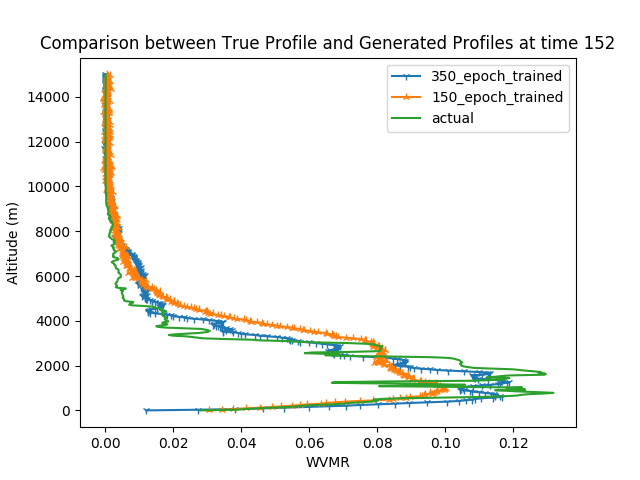 Comparison between True Profile and Generated Profiles at time 152
350_epoch_trained
150_epoch_trained
actual
Altitude (m)
14000
12000
10000
8000
6000
4000
2000
0
0.00 0.02 0.04 0.06 0.08 0.10 0.12
WVMR